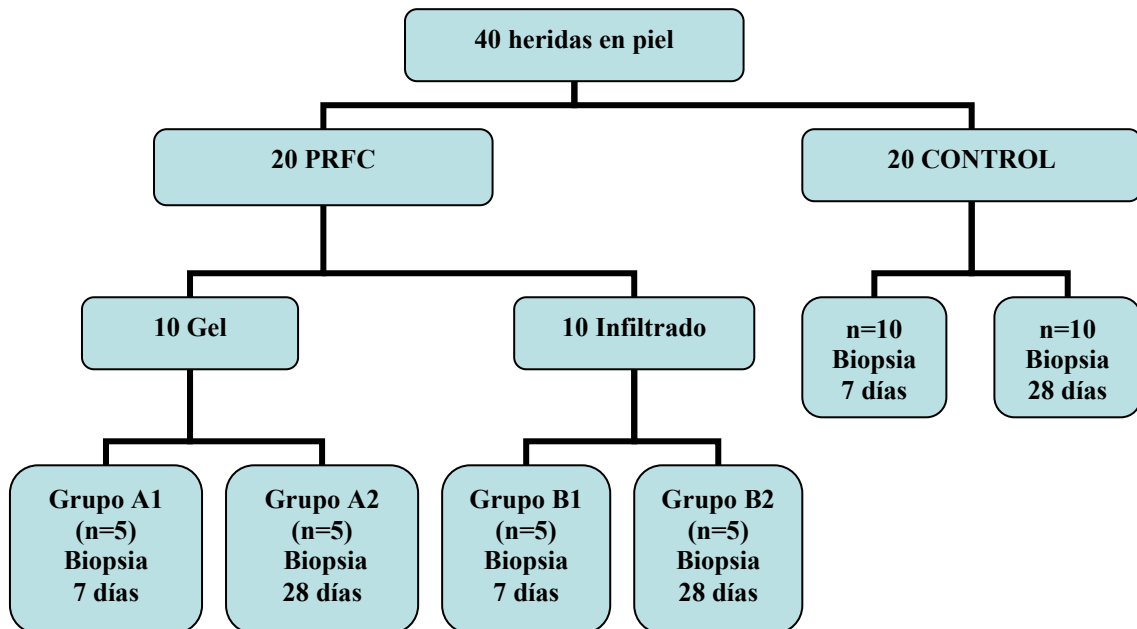 40 heridas en piel
20 PRFC
20 CONTROL
10 Gel
10 Infiltrado
n=10
Biopsia
7 días
n=10
Biopsia
28 días
Grupo A1
(n=5)
Biopsia
7 días
Grupo A2
(n=5)
Biopsia
28 días
Grupo B1
(n=5)
Biopsia
7 días
Grupo B2
(n=5)
Biopsia
28 días